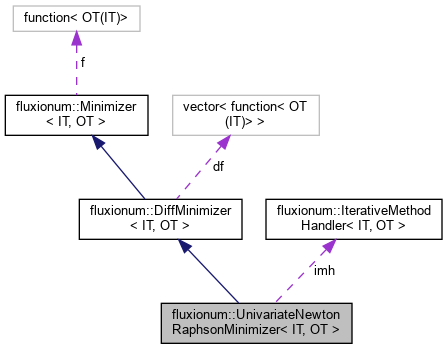 function< OT(IT)>
f
fluxionum::Minimizer
< IT, OT >
vector< function< OT
(IT)> >
df
fluxionum::DiffMinimizer
< IT, OT >
fluxionum::IterativeMethod
Handler< IT, OT >
imh
fluxionum::UnivariateNewton
RaphsonMinimizer< IT, OT >